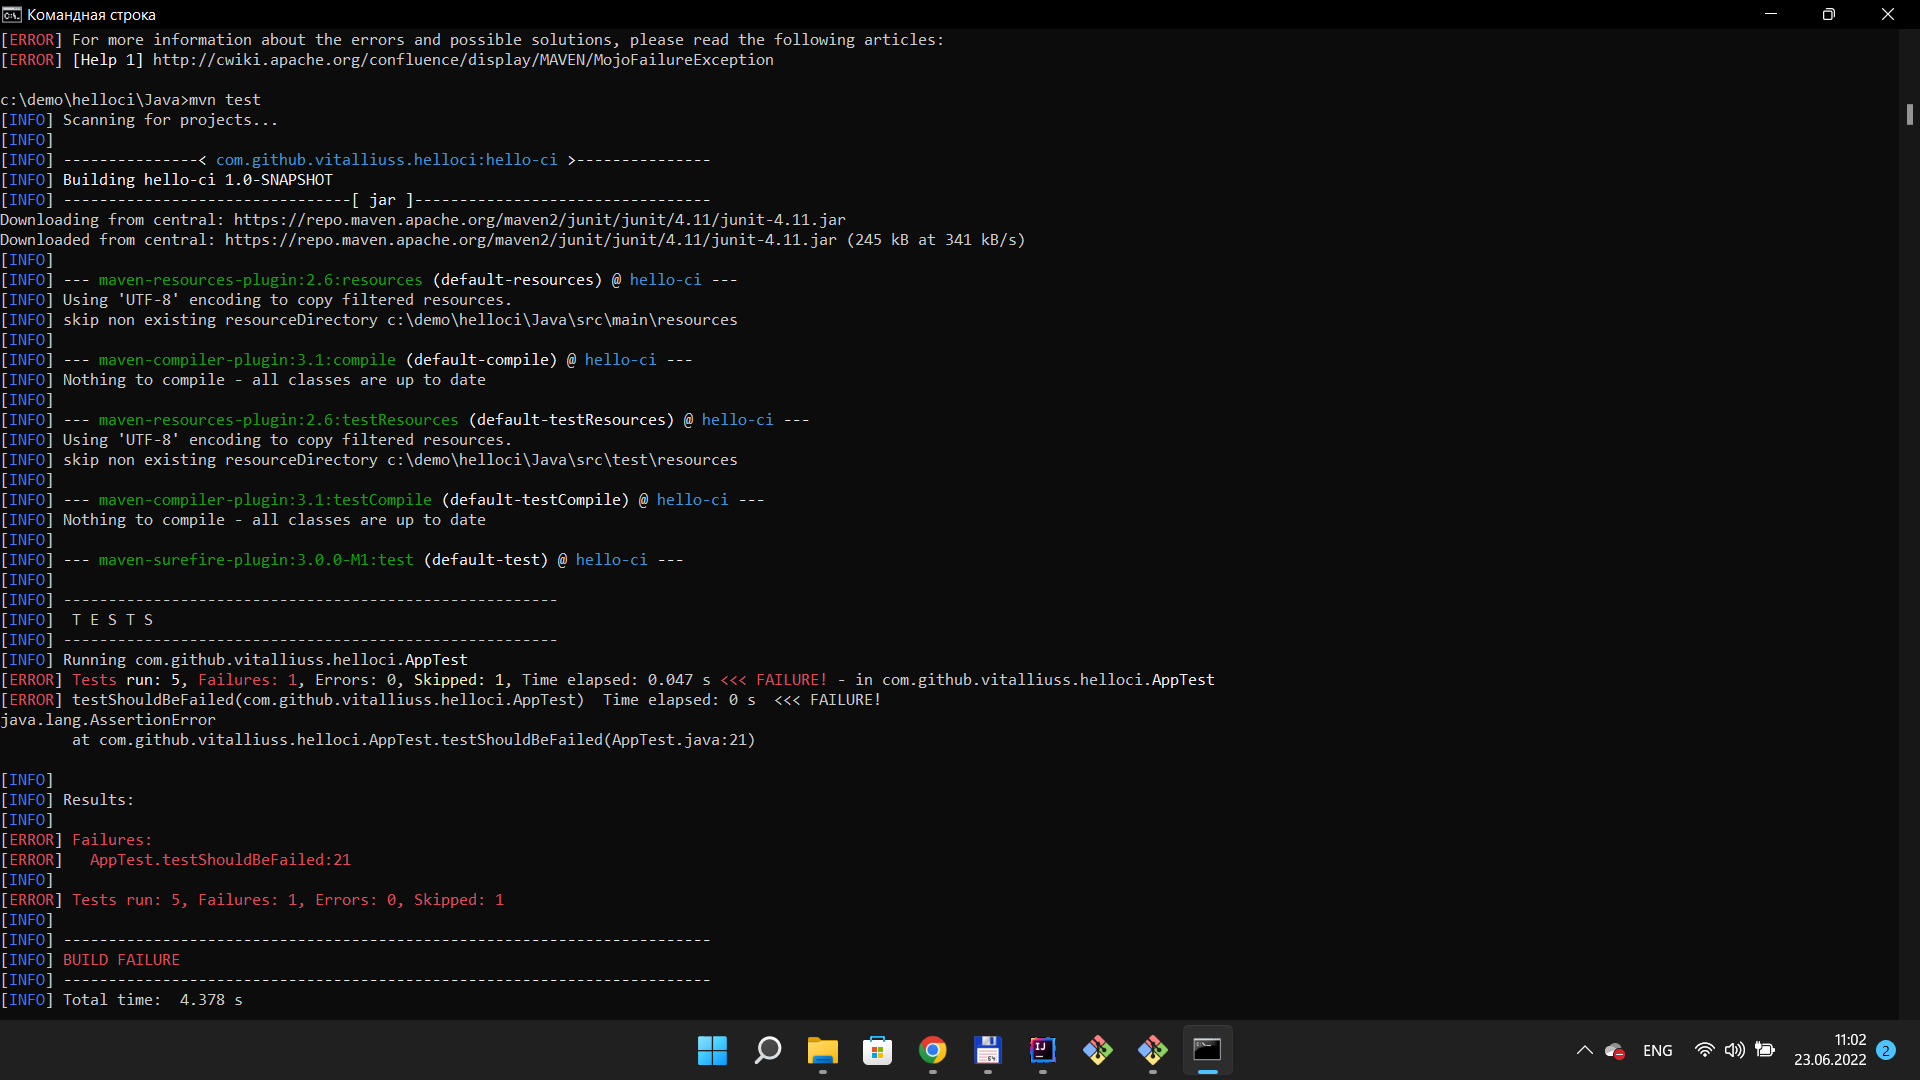 Командная строка
[ERROR] For more information about the errors and possible solutions, please read the following articles:
[ERROR] [Help 1] http://cwiki.apache.org/confluence/display/MAVEN/MojoFailureException
c:\demo\helloci\Java>mvn test
[INFO] Scanning for projects...
[INFO]
[INFO] ---------------< com.github.vitalliuss.helloci:hello-ci >---------------
[INFO] Building hello-ci 1.0-SNAPSHOT
[INFO] --------------------------------[ jar ]---------------------------------
Downloading from central: https://repo.maven.apache.org/maven2/junit/junit/4.11/junit-4.11.jar
Downloaded from central: https://repo.maven.apache.org/maven2/junit/junit/4.11/junit-4.11.jar (245 kB at 341 kB/s)
[INFO]
[INFO] --- maven-resources-plugin:2.6:resources (default-resources) @ hello-ci ---
[INFO] Using 'UTF-8' encoding to copy filtered resources.
[INFO] skip non existing resourceDirectory c:\demo\helloci\Java\src\main\resources
[INFO]
[INFO] --- maven-compiler-plugin:3.1:compile (default-compile) @ hello-ci ---
[INFO] Nothing to compile - all classes are up to date
[INFO]
[INFO] --- maven-resources-plugin:2.6:testResources (default-testResources) @ hello-ci ---
[INFO] Using 'UTF-8' encoding to copy filtered resources.
[INFO] skip non existing resourceDirectory c:\demo\helloci\Java\src\test\resources
[INFO]
[INFO] --- maven-compiler-plugin:3.1:testCompile (default-testCompile) @ hello-ci ---
[INFO] Nothing to compile - all classes are up to date
[INFO]
[INFO] --- maven-surefire-plugin:3.0.0-M1:test (default-test) @ hello-ci ---
[INFO]
[INFO] -------------------------------------------------------
[INFO]  T E S T S
[INFO] -------------------------------------------------------
[INFO] Running com.github.vitalliuss.helloci.AppTest
[ERROR] Tests run: 5, Failures: 1, Errors: 0, Skipped: 1, Time elapsed: 0.047 s <<< FAILURE! - in com.github.vitalliuss.helloci.AppTest
[ERROR] testShouldBeFailed(com.github.vitalliuss.helloci.AppTest)  Time elapsed: 0 s  <<< FAILURE!
java.lang.AssertionError
        at com.github.vitalliuss.helloci.AppTest.testShouldBeFailed(AppTest.java:21)
[INFO]
[INFO] Results:
[INFO]
[ERROR] Failures:
[ERROR]   AppTest.testShouldBeFailed:21
[INFO]
[ERROR] Tests run: 5, Failures: 1, Errors: 0, Skipped: 1
[INFO]
[INFO] ------------------------------------------------------------------------
[INFO] BUILD FAILURE
[INFO] ------------------------------------------------------------------------
[INFO] Total time:  4.378 s
ENG
11:02
23.06.2022
2